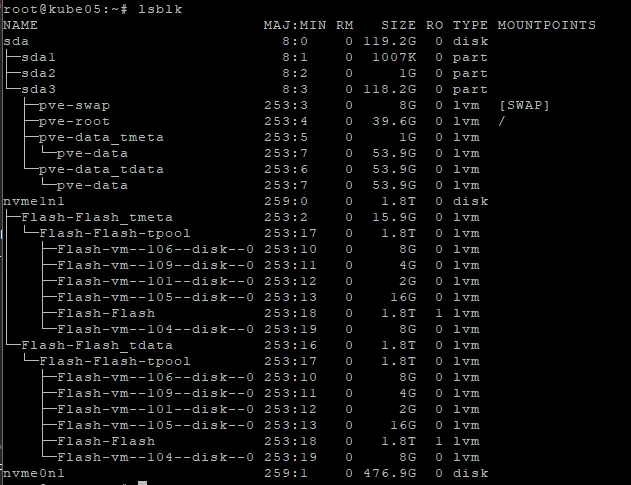 root@kube05:~# lsblk
NAME                         MAJ:MIN RM   SIZE RO TYPE MOUNTPOINTS
sda                            8:0    0 119.2G  0 disk
├─sda1                         8:1    0  1007K  0 part
├─sda2                         8:2    0     1G  0 part
└─sda3                         8:3    0 118.2G  0 part
  ├─pve-swap                 253:3    0     8G  0 lvm  [SWAP]
  ├─pve-root                 253:4    0  39.6G  0 lvm  /
  ├─pve-data_tmeta           253:5    0     1G  0 lvm
  │ └─pve-data               253:7    0  53.9G  0 lvm
  └─pve-data_tdata           253:6    0  53.9G  0 lvm
    └─pve-data               253:7    0  53.9G  0 lvm
nvme1n1                      259:0    0   1.8T  0 disk
├─Flash-Flash_tmeta          253:2    0  15.9G  0 lvm
│ └─Flash-Flash-tpool        253:17   0   1.8T  0 lvm
│   ├─Flash-vm--106--disk--0 253:10   0     8G  0 lvm
│   ├─Flash-vm--109--disk--0 253:11   0     4G  0 lvm
│   ├─Flash-vm--101--disk--0 253:12   0     2G  0 lvm
│   ├─Flash-vm--105--disk--0 253:13   0    16G  0 lvm
│   ├─Flash-Flash            253:18   0   1.8T  1 lvm
│   └─Flash-vm--104--disk--0 253:19   0     8G  0 lvm
└─Flash-Flash_tdata          253:16   0   1.8T  0 lvm
  └─Flash-Flash-tpool        253:17   0   1.8T  0 lvm
    ├─Flash-vm--106--disk--0 253:10   0     8G  0 lvm
    ├─Flash-vm--109--disk--0 253:11   0     4G  0 lvm
    ├─Flash-vm--101--disk--0 253:12   0     2G  0 lvm
    ├─Flash-vm--105--disk--0 253:13   0    16G  0 lvm
    ├─Flash-Flash            253:18   0   1.8T  1 lvm
    └─Flash-vm--104--disk--0 253:19   0     8G  0 lvm
nvme0n1                      259:1    0 476.9G  0 disk